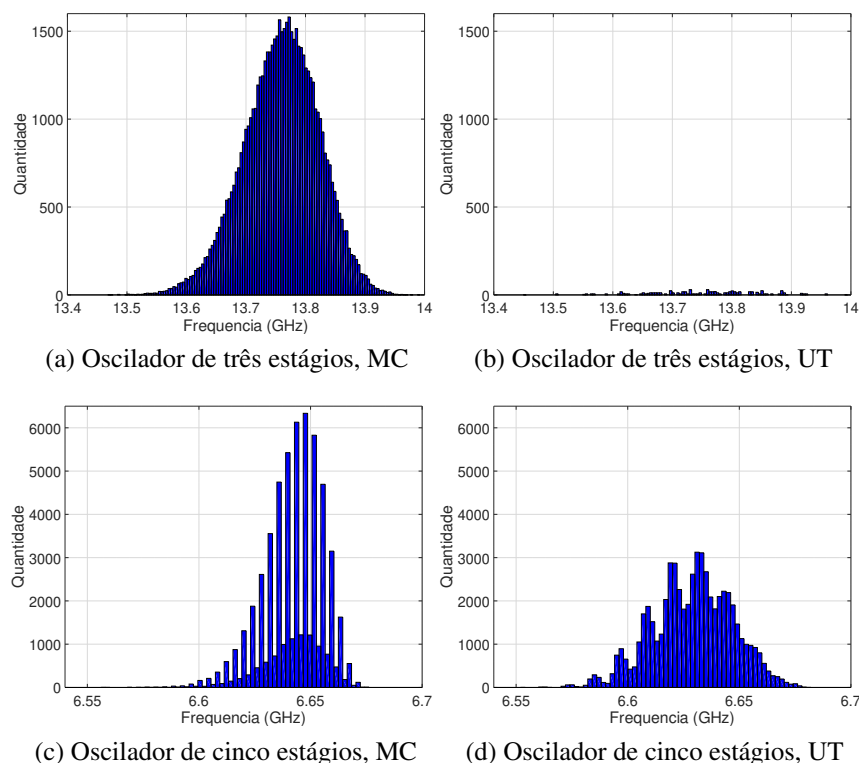 1500
1000
500
0
Quantidade
13.4 13.5 13.6 13.7 13.8 13.9 14
Frequencia (GHz)
(a) Oscilador de três estágios, MC
1500
1000
500
0
Quantidade
13.4 13.5 13.6 13.7 13.8 13.9 14
Frequencia (GHz)
(b) Oscilador de três estágios, UT
6000
5000
4000
3000
2000
1000
0
Quantidade
6.55 6.6 6.65 6.7
Frequencia (GHz)
(c) Oscilador de cinco estágios, MC
6000
5000
4000
3000
2000
1000
0
Quantidade
6.55 6.6 6.65 6.7
Frequencia (GHz)
(d) Oscilador de cinco estágios, UT